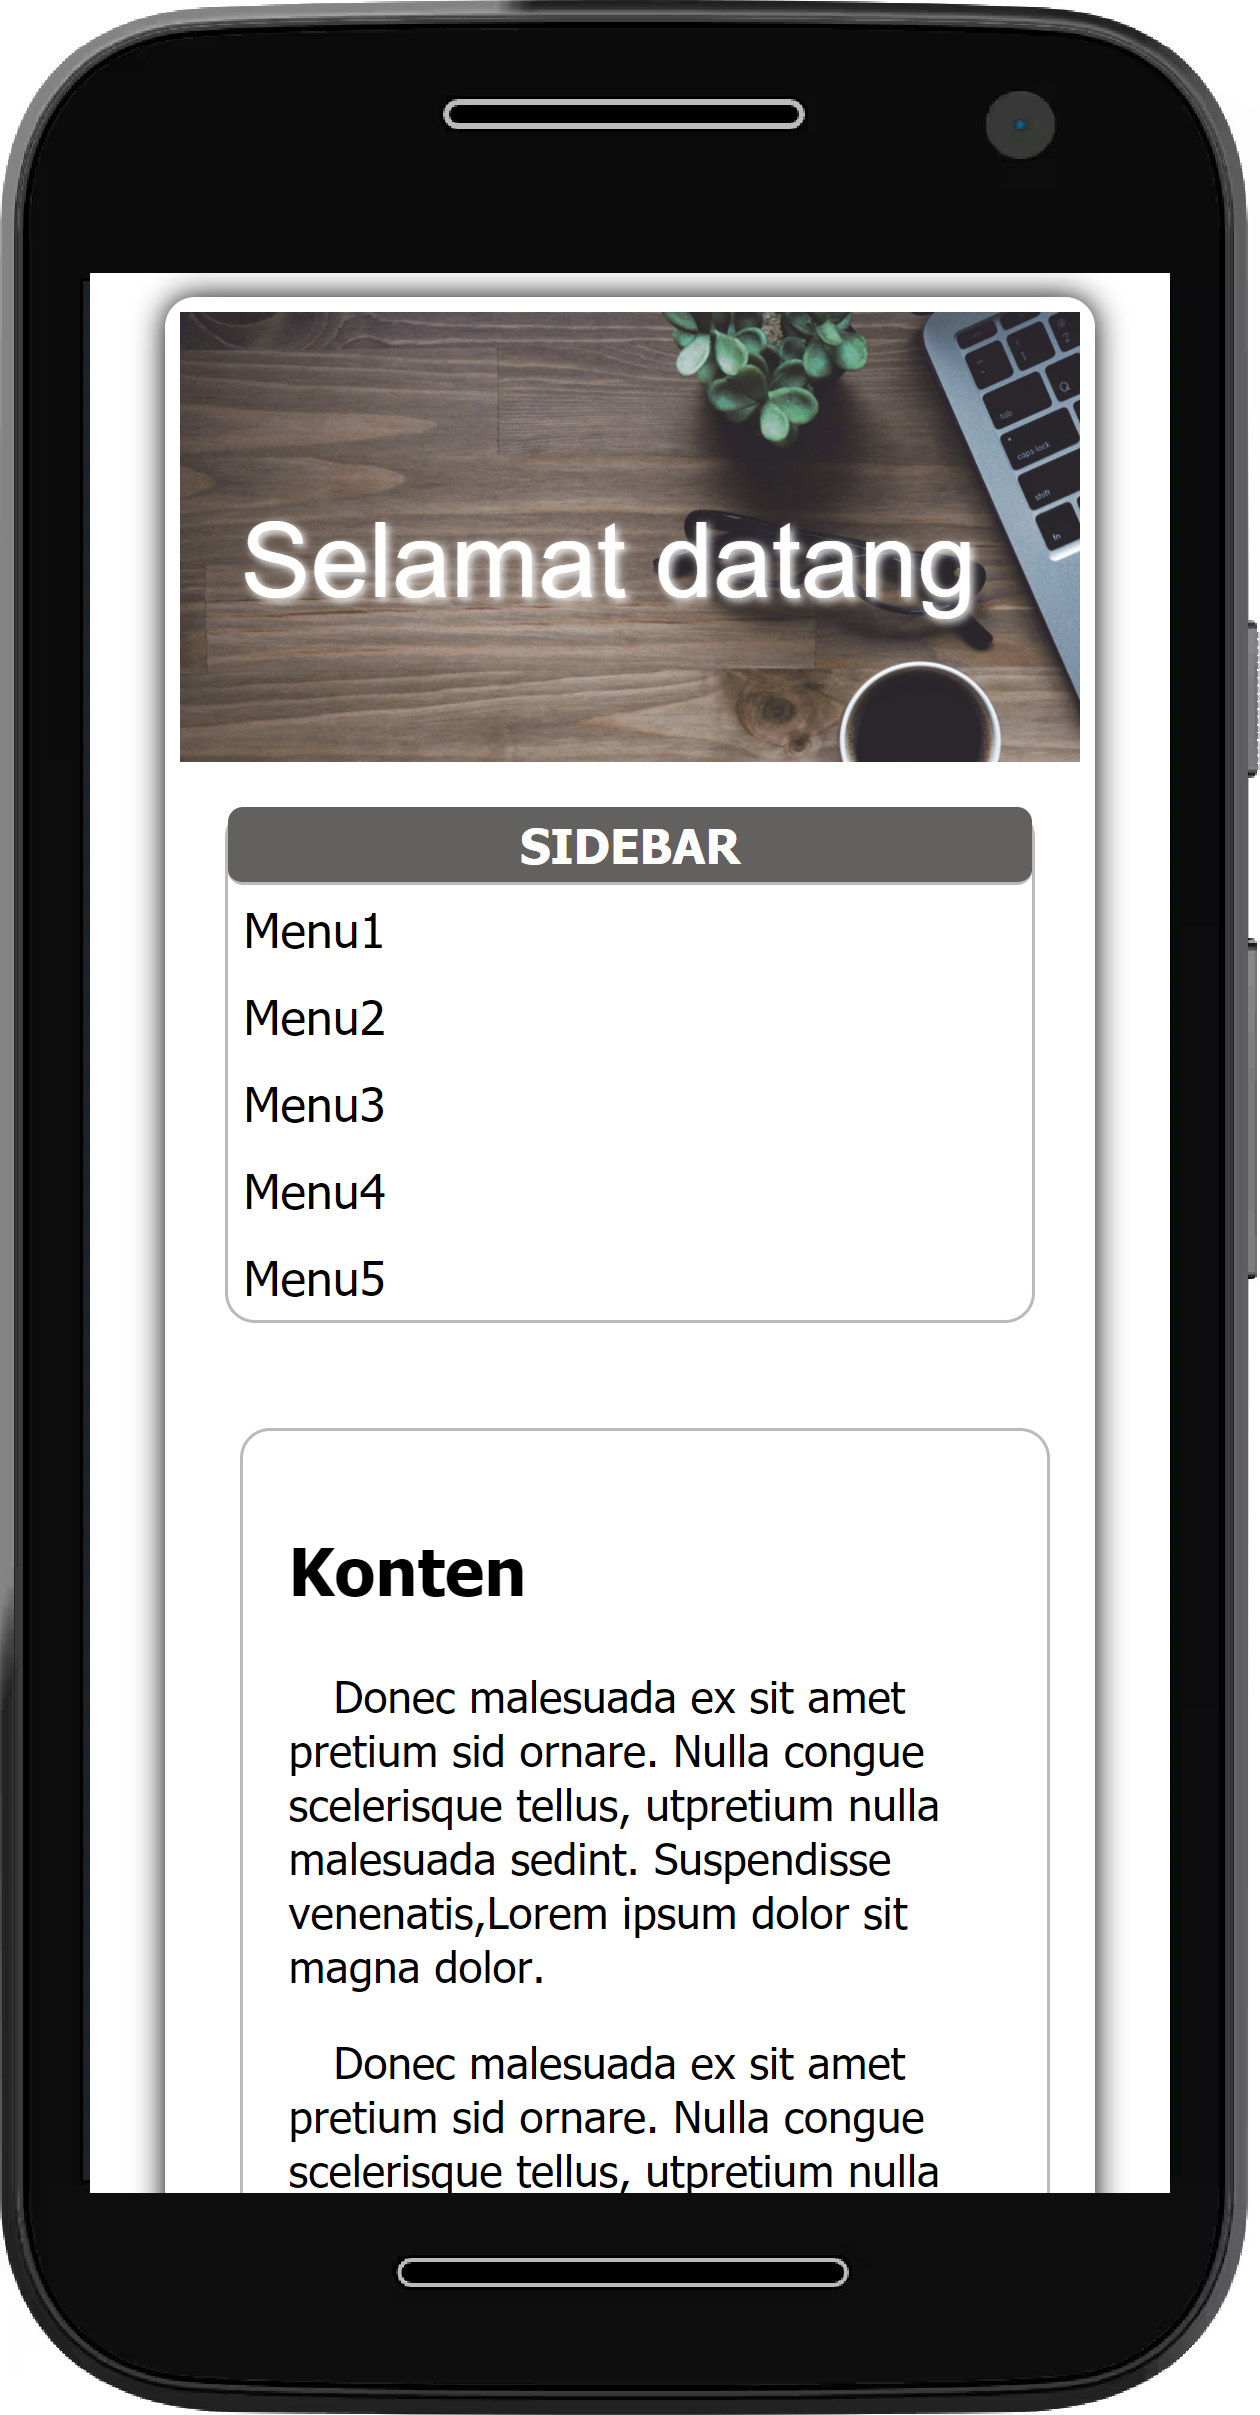 Selamat datang
SIDEBAR
Menu1
Menu2
Menu3
Menu4
Menu5
Konten
Donec malesuada ex sit amet
pretium sid ornare. Nulla congue
scelerisque tellus, utpretium nulla
malesuada sedint. Suspendisse
venenatis,Lorem ipsum dolor sit
magna dolor.
Donec malesuada ex sit amet
pretium sid ornare. Nulla congue
scelerisque tellus, utpretium nulla